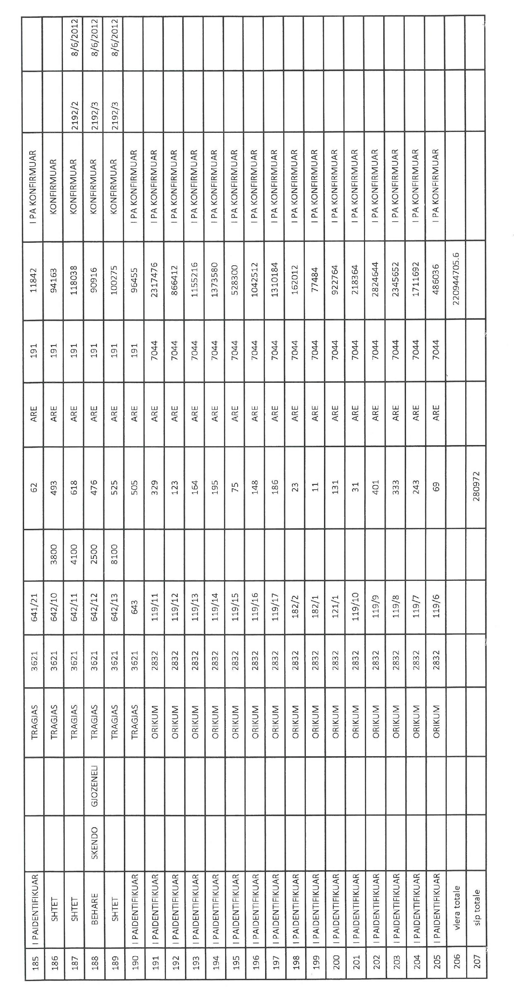 185 I PAIDENTIFIKUAR TRAGJAS 3621 641/21 62 ARE 191 11842 I PA KONFIRMUAR
186 SHTET TRAGJAS 3621 642/10 3800 493 ARE 191 94163 KONFIRMUAR
187 SHTET TRAGJAS 3621 642/11 4100 618 ARE 191 118038 KONFIRMUAR 2192/2 8/6/2012
188 BEHARE SKENDO GJOZENELI TRAGJAS 3621 642/12 2500 476 ARE 191 90916 KONFIRMUAR 2192/3 8/6/2012
189 SHTET TRAGJAS 3621 642/13 8100 525 ARE 191 100275 KONFIRMUAR 2192/3 8/6/2012
190 I PAIDENTIFIKUAR TRAGJAS 3621 643 505 ARE 191 96455 I PA KONFIRMUAR
191 I PAIDENTIFIKUAR ORIKUM 2832 119/11 329 ARE 7044 2317476 I PA KONFIRMUAR
192 I PAIDENTIFIKUAR ORIKUM 2832 119/12 123 ARE 7044 866412 I PA KONFIRMUAR
193 I PAIDENTIFIKUAR ORIKUM 2832 119/13 164 ARE 7044 1155216 I PA KONFIRMUAR
194 I PAIDENTIFIKUAR ORIKUM 2832 119/14 195 ARE 7044 1373580 I PA KONFIRMUAR
195 I PAIDENTIFIKUAR ORIKUM 2832 119/15 75 ARE 7044 528300 I PA KONFIRMUAR
196 I PAIDENTIFIKUAR ORIKUM 2832 119/16 148 ARE 7044 1042512 I PA KONFIRMUAR
197 I PAIDENTIFIKUAR ORIKUM 2832 119/17 186 ARE 7044 1310184 I PA KONFIRMUAR
198 I PAIDENTIFIKUAR ORIKUM 2832 182/2 23 ARE 7044 162012 I PA KONFIRMUAR
199 I PAIDENTIFIKUAR ORIKUM 2832 182/1 11 ARE 7044 77484 I PA KONFIRMUAR
200 I PAIDENTIFIKUAR ORIKUM 2832 121/1 131 ARE 7044 922764 I PA KONFIRMUAR
201 I PAIDENTIFIKUAR ORIKUM 2832 119/10 31 ARE 7044 218364 I PA KONFIRMUAR
202 I PAIDENTIFIKUAR ORIKUM 2832 119/9 401 ARE 7044 2824644 I PA KONFIRMUAR
203 I PAIDENTIFIKUAR ORIKUM 2832 119/8 333 ARE 7044 2345652 I PA KONFIRMUAR
204 I PAIDENTIFIKUAR ORIKUM 2832 119/7 243 ARE 7044 1711692 I PA KONFIRMUAR
205 I PAIDENTIFIKUAR ORIKUM 2832 119/6 69 ARE 7044 486036 I PA KONFIRMUAR
206 vlera totale 220944705.6
207 sip totale 280972